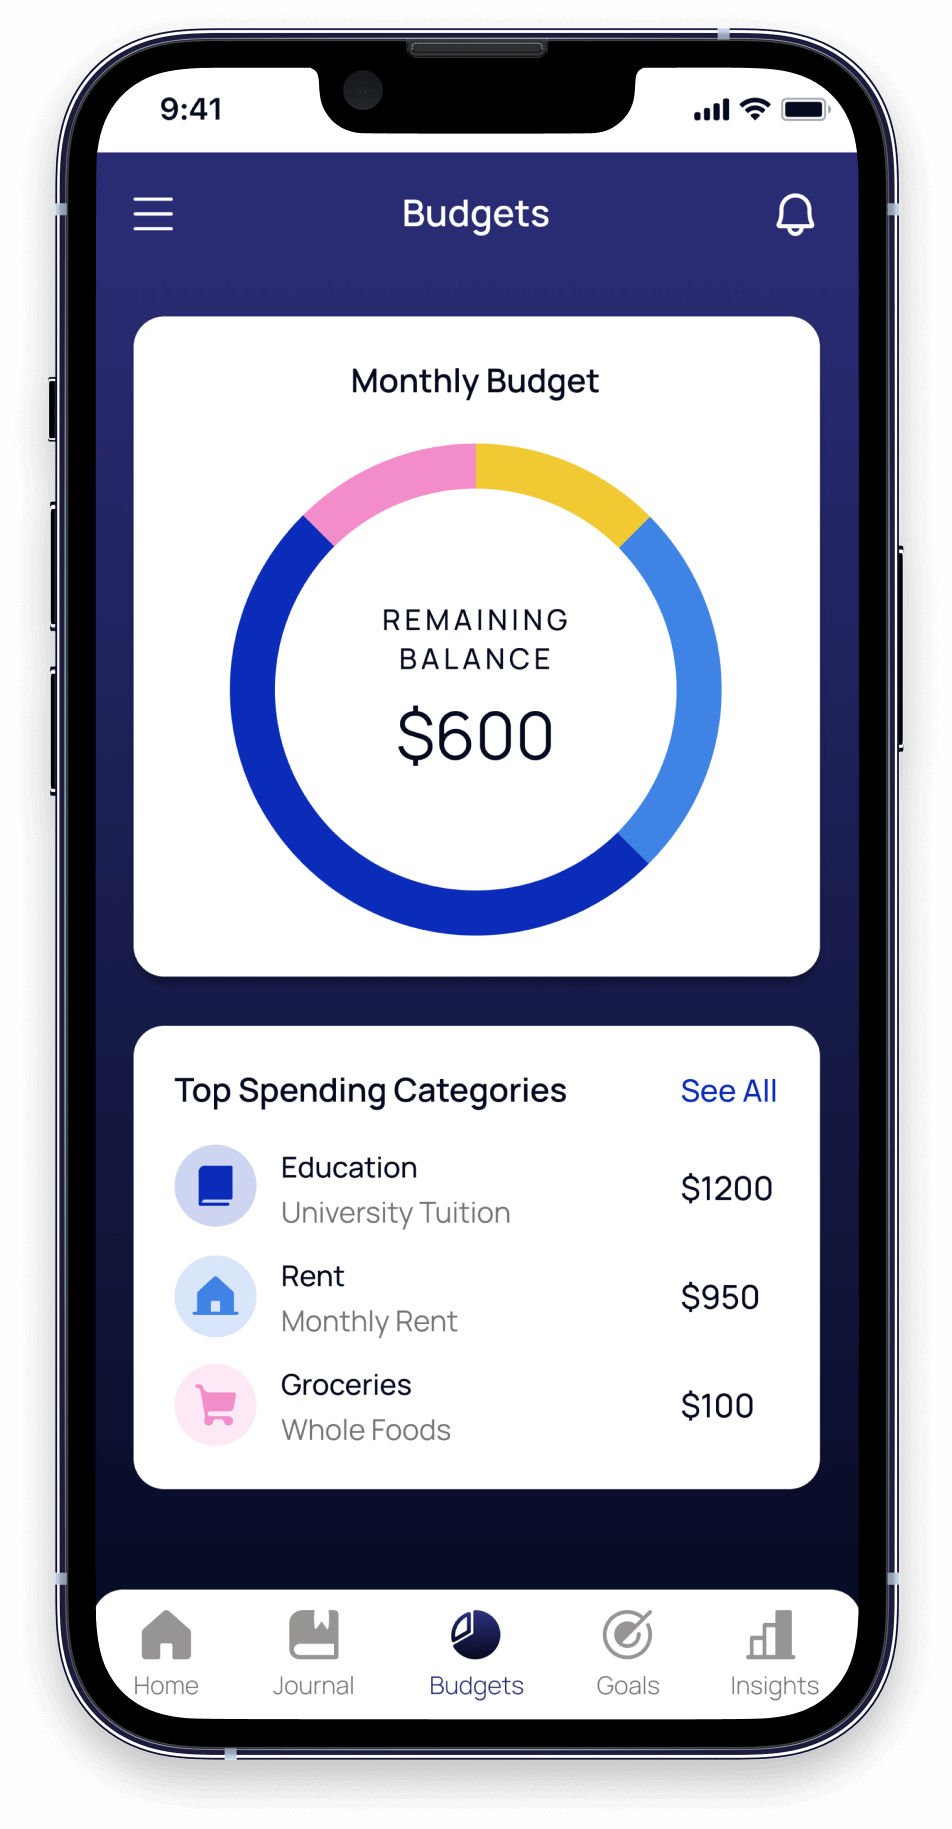 9:41
Budgets
Monthly Budget
REMAINING
BALANCE
$600
Top Spending Categories
See All
Education
University Tuition
$1200
Rent
Monthly Rent
$950
Groceries
Whole Foods
$100
Home
Journal
Budgets
Goals
Insights